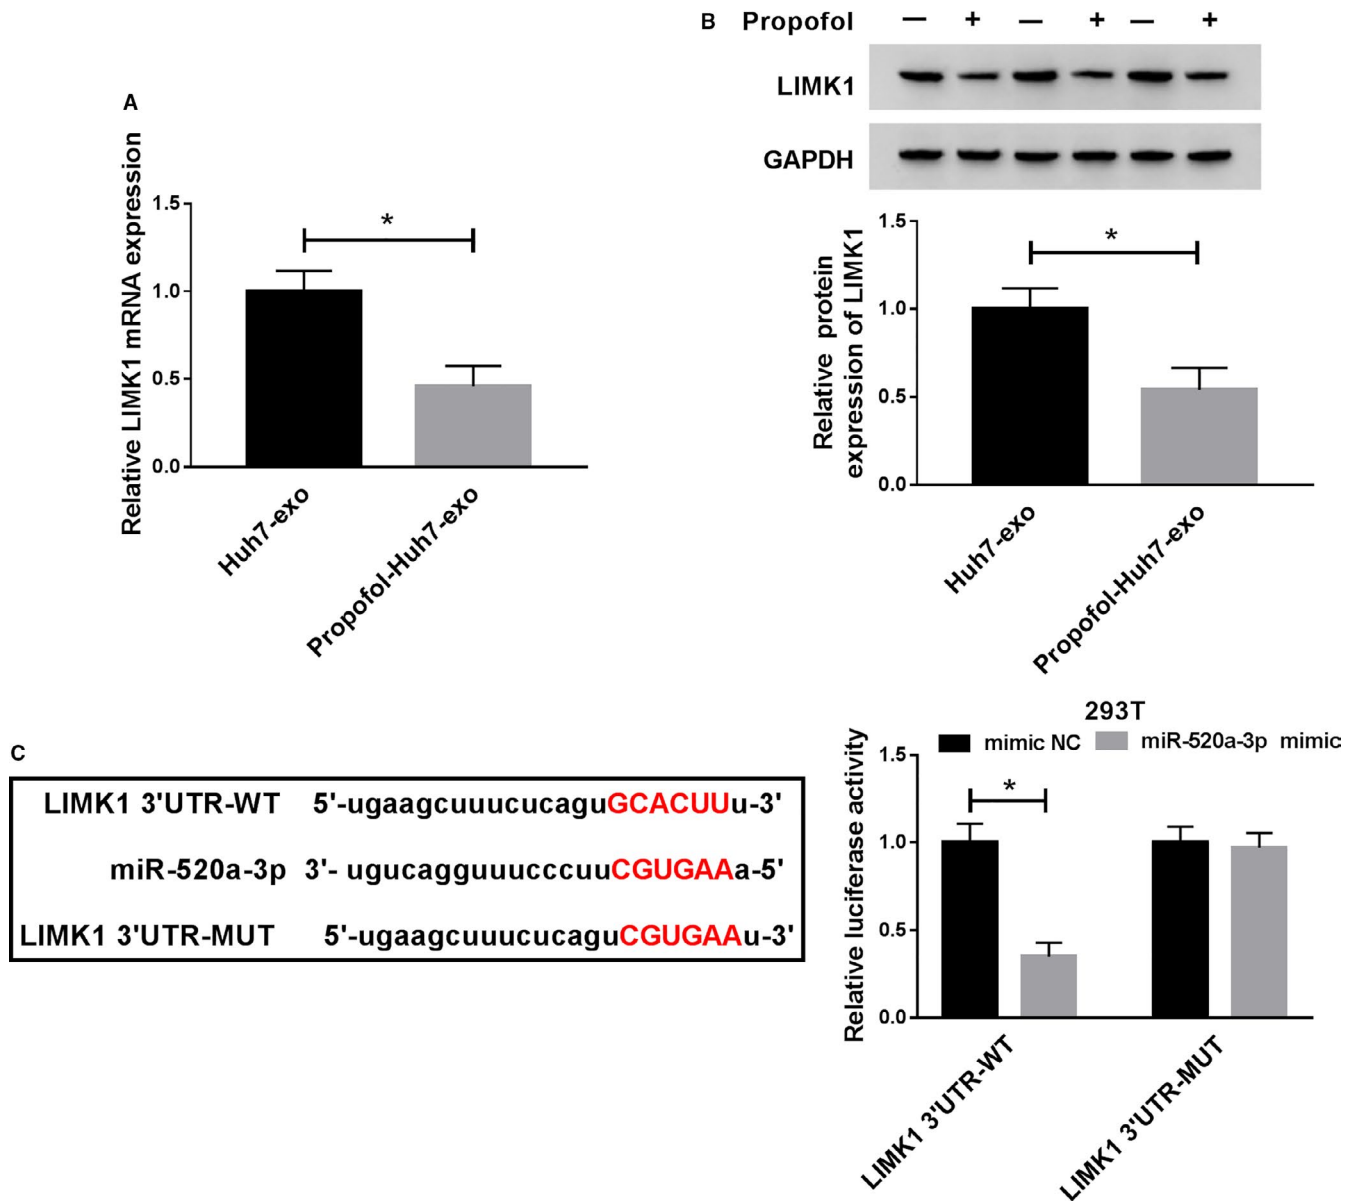 A
Relative LIMK1 mRNA expression
1.5
1.0
0.5
0.0
*
Huh7-exo
Propofol-Huh7-exo
B Propofol — + — + — +
LIMK1
GAPDH
Relative protein
expression of LIMK1
1.5
1.0
0.5
0.0
*
Huh7-exo
Propofol-Huh7-exo
C
LIMK1 3'UTR-WT 5'-ugaagcuuucucaguGCACUUu-3'
miR-520a-3p 3'- ugucagguuucccuuCGUGAAa-5'
LIMK1 3'UTR-MUT 5'-ugaagcuuucucaguCGUGAAu-3'
293T
mimic NC miR-520a-3p mimic
Relative luciferase activity
1.5
1.0
0.5
0.0
*
LIMK1 3'UTR-WT
LIMK1 3'UTR-MUT